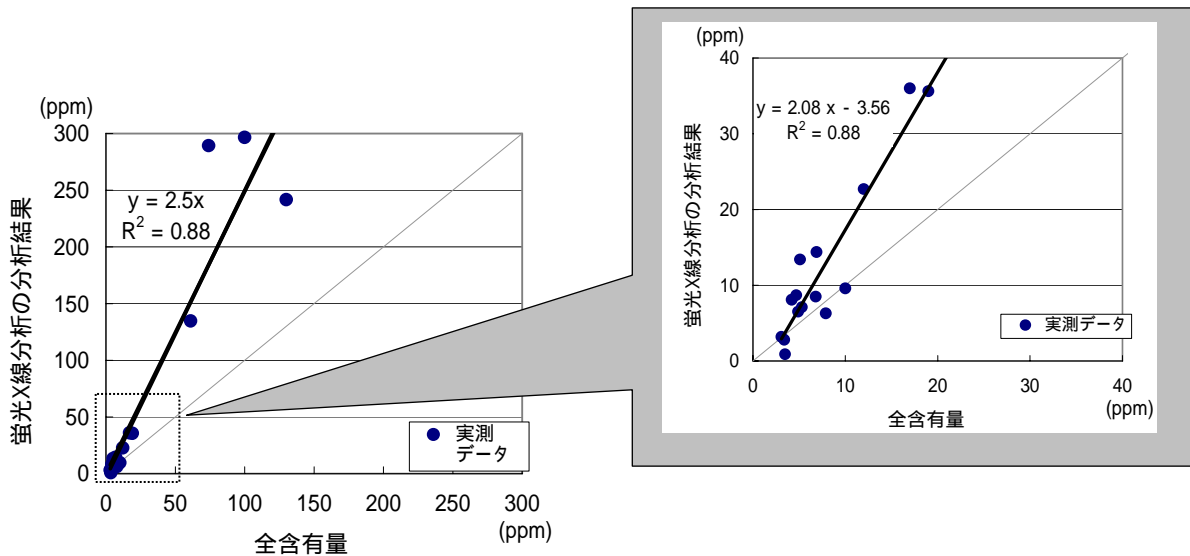 (ppm)
300
250
200
150
100
50
0
蛍光X線分析の分析結果
y = 2.5x
R² = 0.88
実測
データ
0 50 100 150 200 250 300
(ppm)
全含有量
(ppm)
40
30
20
10
0
蛍光X線分析の分析結果
y = 2.08 x - 3.56
R² = 0.88
実測データ
0 10 20 30 40
(ppm)
全含有量